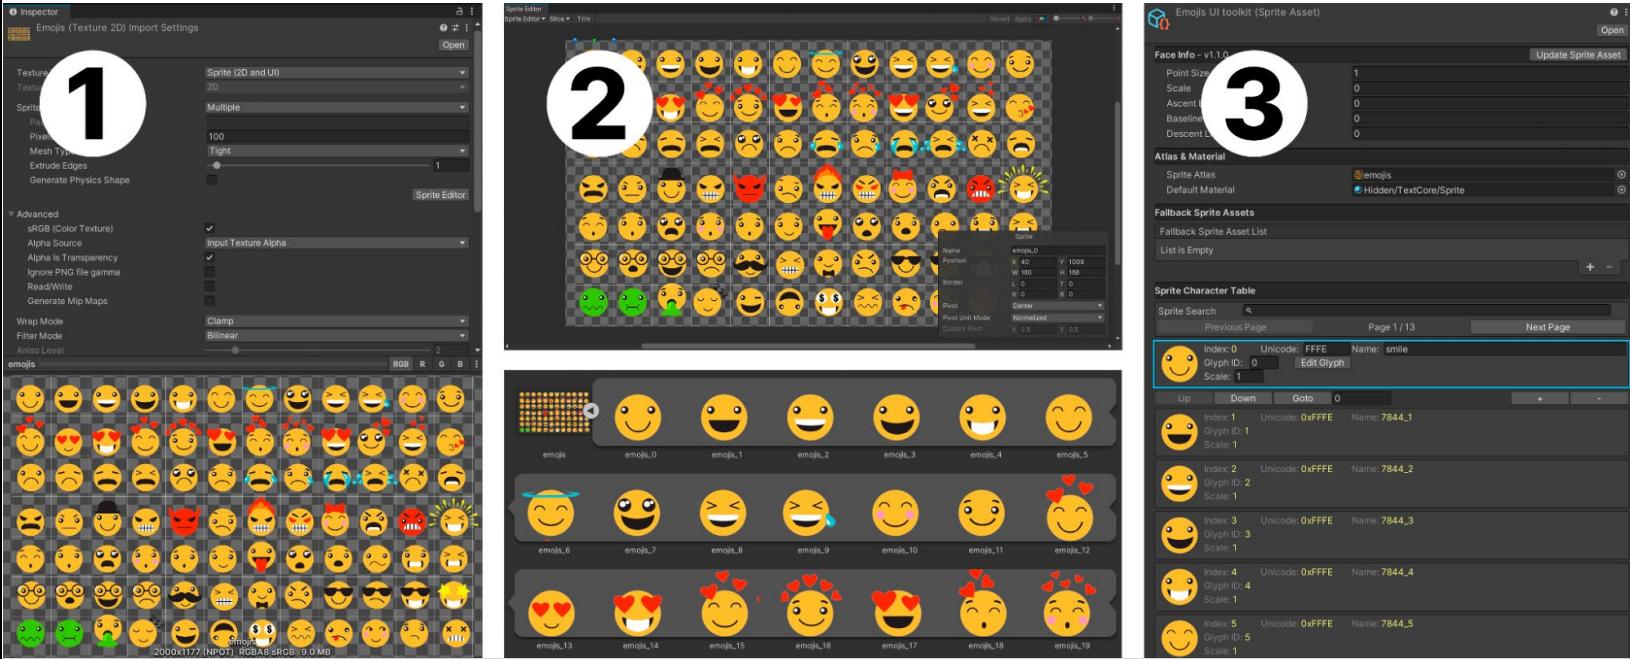 Inspector
Emojis (Texture 2D) Import Settings
Open
1
Sprite (2D and UI)
2D
Sprite
Multiple
100
Mesh Typ
Tight
Extrude Edges
1
Generate Physics Shape
Sprite Editor
Advanced
sRGB (Color Texture)
Alpha Source
Input Texture Alpha
Alpha Is Transparency
Ignore PNG file gamma
Read/Write
Generate Mip Maps
Wrap Mode
Clamp
Filter Mode
Bilinear
Aniso Level
2
emojis
RGB R G B
emojis
2000x1177 (NPOT) RGBA8 sRGB 9.0 MB
Sprite Editor
Sprite Editor Slice Trim
Revert Apply
2
Sprite
Name
emojis_0
Position
X 40 Y 1009
W 160 H 168
Border
L 0 T 0
R 0 B 0
Pivot
Center
Pivot Unit Mode
Normalized
Custom Pivot
X 0.5 Y 0.5
emojis
emojis_0
emojis_1
emojis_2
emojis_3
emojis_4
emojis_5
emojis_6
emojis_7
emojis_8
emojis_9
emojis_10
emojis_11
emojis_12
emojis_13
emojis_14
emojis_15
emojis_16
emojis_17
emojis_18
emojis_19
Emojis UI toolkit (Sprite Asset)
Open
3
Face Info - v1.1.0
Update Sprite Asset
Point Size
1
Scale
0
Ascent
0
Baseline
0
Descent
0
Atlas & Material
Sprite Atlas
emojis
Default Material
Hidden/TextCore/Sprite
Fallback Sprite Assets
Fallback Sprite Asset List
List is Empty
+ -
Sprite Character Table
Sprite Search
Previous Page
Page 1 / 13
Next Page
Index: 0 Unicode: FFFE Name: smile
Glyph ID: 0 Edit Glyph
Scale: 1
Up Down Goto 0 + -
Index: 1 Unicode: 0xFFFE Name: 7844_1
Glyph ID: 1
Scale: 1
Index: 2 Unicode: 0xFFFE Name: 7844_2
Glyph ID: 2
Scale: 1
Index: 3 Unicode: 0xFFFE Name: 7844_3
Glyph ID: 3
Scale: 1
Index: 4 Unicode: 0xFFFE Name: 7844_4
Glyph ID: 4
Scale: 1
Index: 5 Unicode: 0xFFFE Name: 7844_5
Glyph ID: 5
Scale: 1